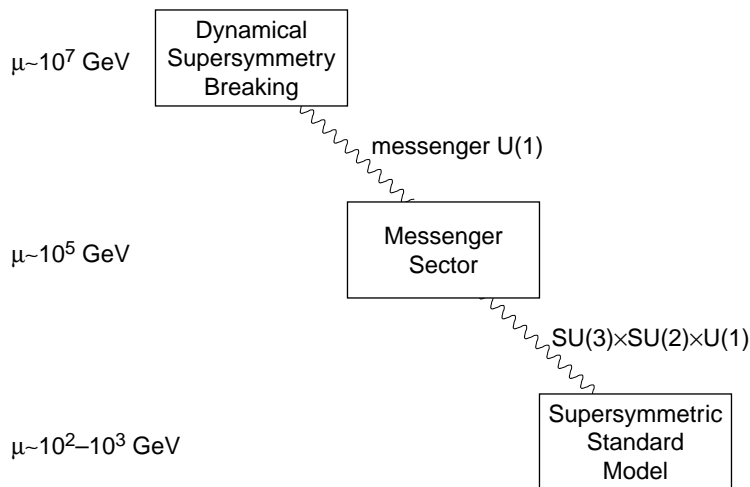 μ~10⁷ GeV
Dynamical
Supersymmetry
Breaking
messenger U(1)
μ~10⁵ GeV
Messenger
Sector
SU(3)×SU(2)×U(1)
μ~10²–10³ GeV
Supersymmetric
Standard
Model